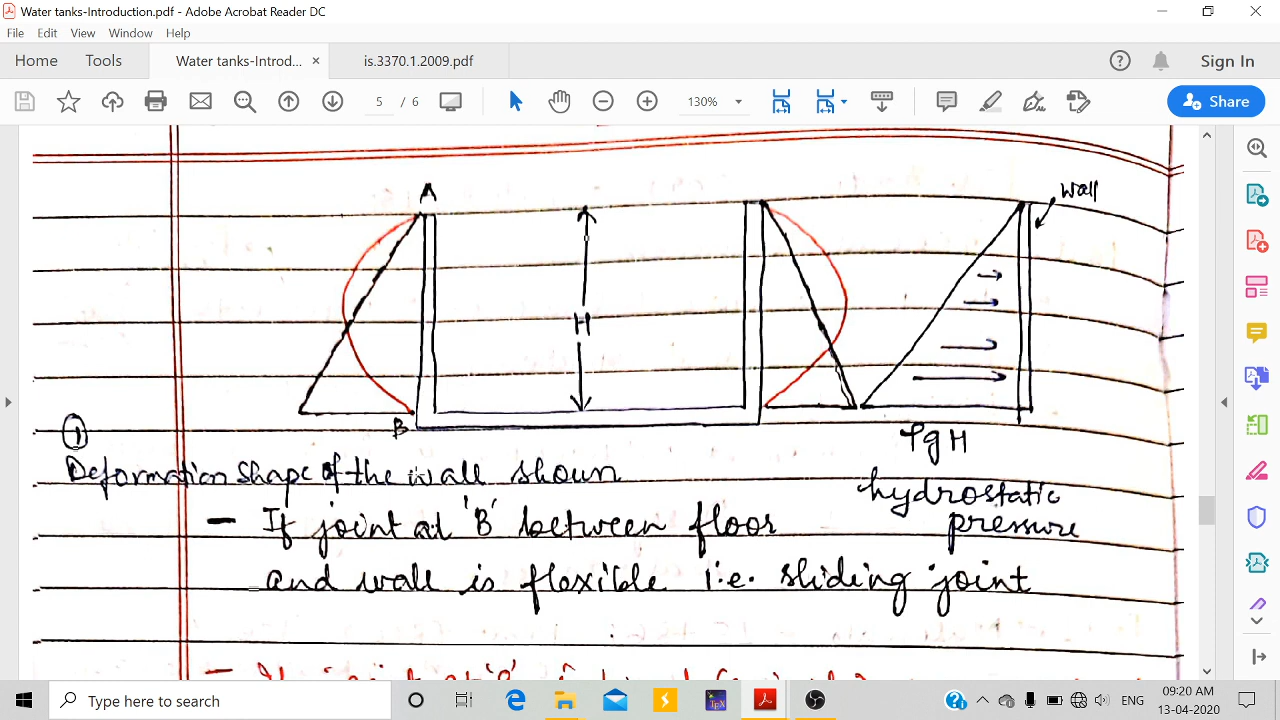 Water tanks-Introduction.pdf - Adobe Acrobat Reader DC
File Edit View Window Help
Home Tools Water tanks-Introd... × is.3370.1.2009.pdf Sign In
5 / 6 130% Share
A
wall
H
B
ρgH
①
Deformation shape of the wall shown
hydrostatic
pressure
- If joint at 'B' between floor
and wall is flexible i.e. sliding joint
Type here to search
ENG
09:20 AM
13-04-2020